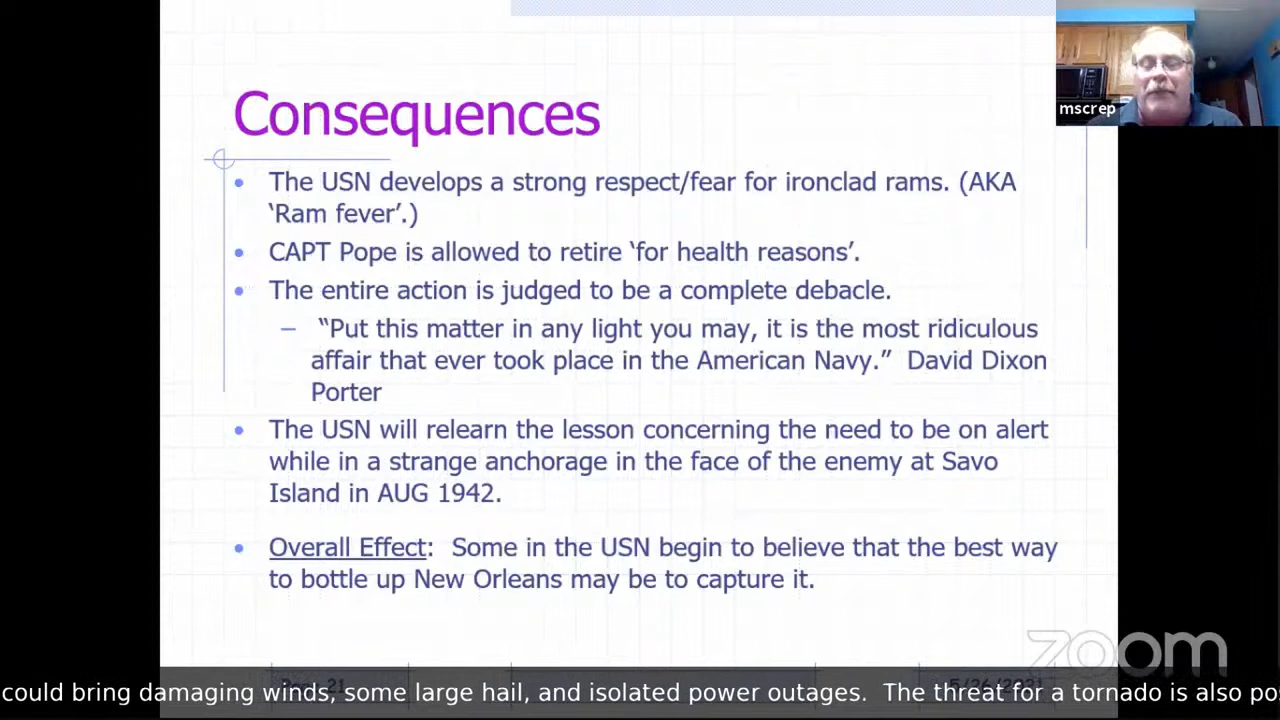 Consequences
mscrep
• The USN develops a strong respect/fear for ironclad rams. (AKA
‘Ram fever’.)
• CAPT Pope is allowed to retire ‘for health reasons’.
• The entire action is judged to be a complete debacle.
– “Put this matter in any light you may, it is the most ridiculous
affair that ever took place in the American Navy.” David Dixon
Porter
• The USN will relearn the lesson concerning the need to be on alert
while in a strange anchorage in the face of the enemy at Savo
Island in AUG 1942.
• Overall Effect: Some in the USN begin to believe that the best way
to bottle up New Orleans may be to capture it.
zoom
could bring damaging winds, some large hail, and isolated power outages. The threat for a tornado is also po